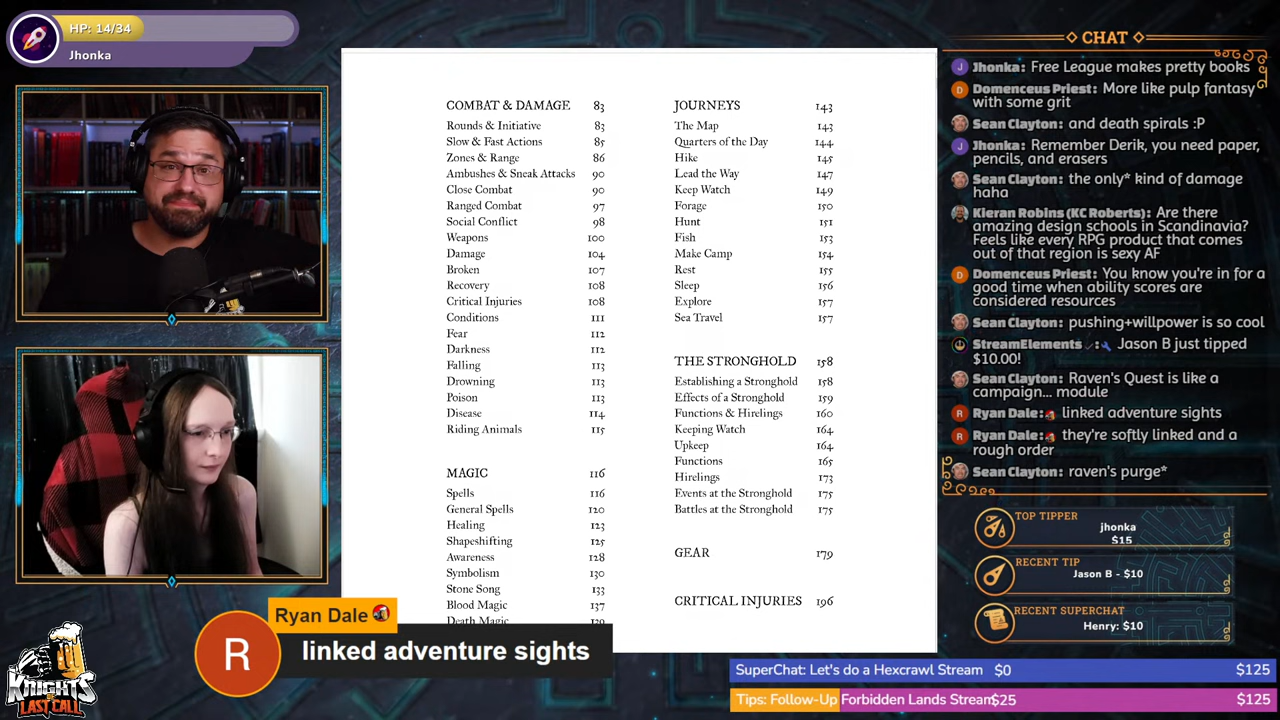 HP: 14/34
Jhonka
COMBAT & DAMAGE 83
Rounds & Initiative 83
Slow & Fast Actions 85
Zones & Range 86
Ambushes & Sneak Attacks 90
Close Combat 90
Ranged Combat 97
Social Conflict 98
Weapons 100
Damage 104
Broken 107
Recovery 108
Critical Injuries 108
Conditions 111
Fear 112
Darkness 112
Falling 113
Drowning 113
Poison 113
Disease 114
Riding Animals 115
MAGIC 116
Spells 116
General Spells 120
Healing 123
Shapeshifting 125
Awareness 128
Symbolism 130
Stone Song 133
Blood Magic 137
Death Magic 139
JOURNEYS 143
The Map 143
Quarters of the Day 144
Hike 145
Lead the Way 147
Keep Watch 149
Forage 150
Hunt 151
Fish 153
Make Camp 154
Rest 155
Sleep 156
Explore 157
Sea Travel 157
THE STRONGHOLD 158
Establishing a Stronghold 158
Effects of a Stronghold 159
Functions & Hirelings 160
Keeping Watch 164
Upkeep 164
Functions 165
Hirelings 173
Events at the Stronghold 175
Battles at the Stronghold 175
GEAR 179
CRITICAL INJURIES 196
CHAT
J Jhonka: Free League makes pretty books
D Domenceus Priest: More like pulp fantasy
with some grit
Sean Clayton: and death spirals :P
J Jhonka: Remember Derik, you need paper,
pencils, and erasers
Sean Clayton: the only* kind of damage
haha
Kieran Robins (KC Roberts): Are there
amazing design schools in Scandinavia?
Feels like every RPG product that comes
out of that region is sexy AF
D Domenceus Priest: You know you're in for a
good time when ability scores are
considered resources
Sean Clayton: pushing+willpower is so cool
StreamElements: Jason B just tipped
$10.00!
Sean Clayton: Raven's Quest is like a
campaign... module
R Ryan Dale: linked adventure sights
R Ryan Dale: they're softly linked and a
rough order
Sean Clayton: raven's purge*
TOP TIPPER
jhonka
$15
RECENT TIP
Jason B - $10
RECENT SUPERCHAT
Henry: $10
Ryan Dale
R
linked adventure sights
KNIGHTS
OF
LAST CALL
SuperChat: Let's do a Hexcrawl Stream $0 $125
Tips: Follow-Up Forbidden Lands Stream $25 $125